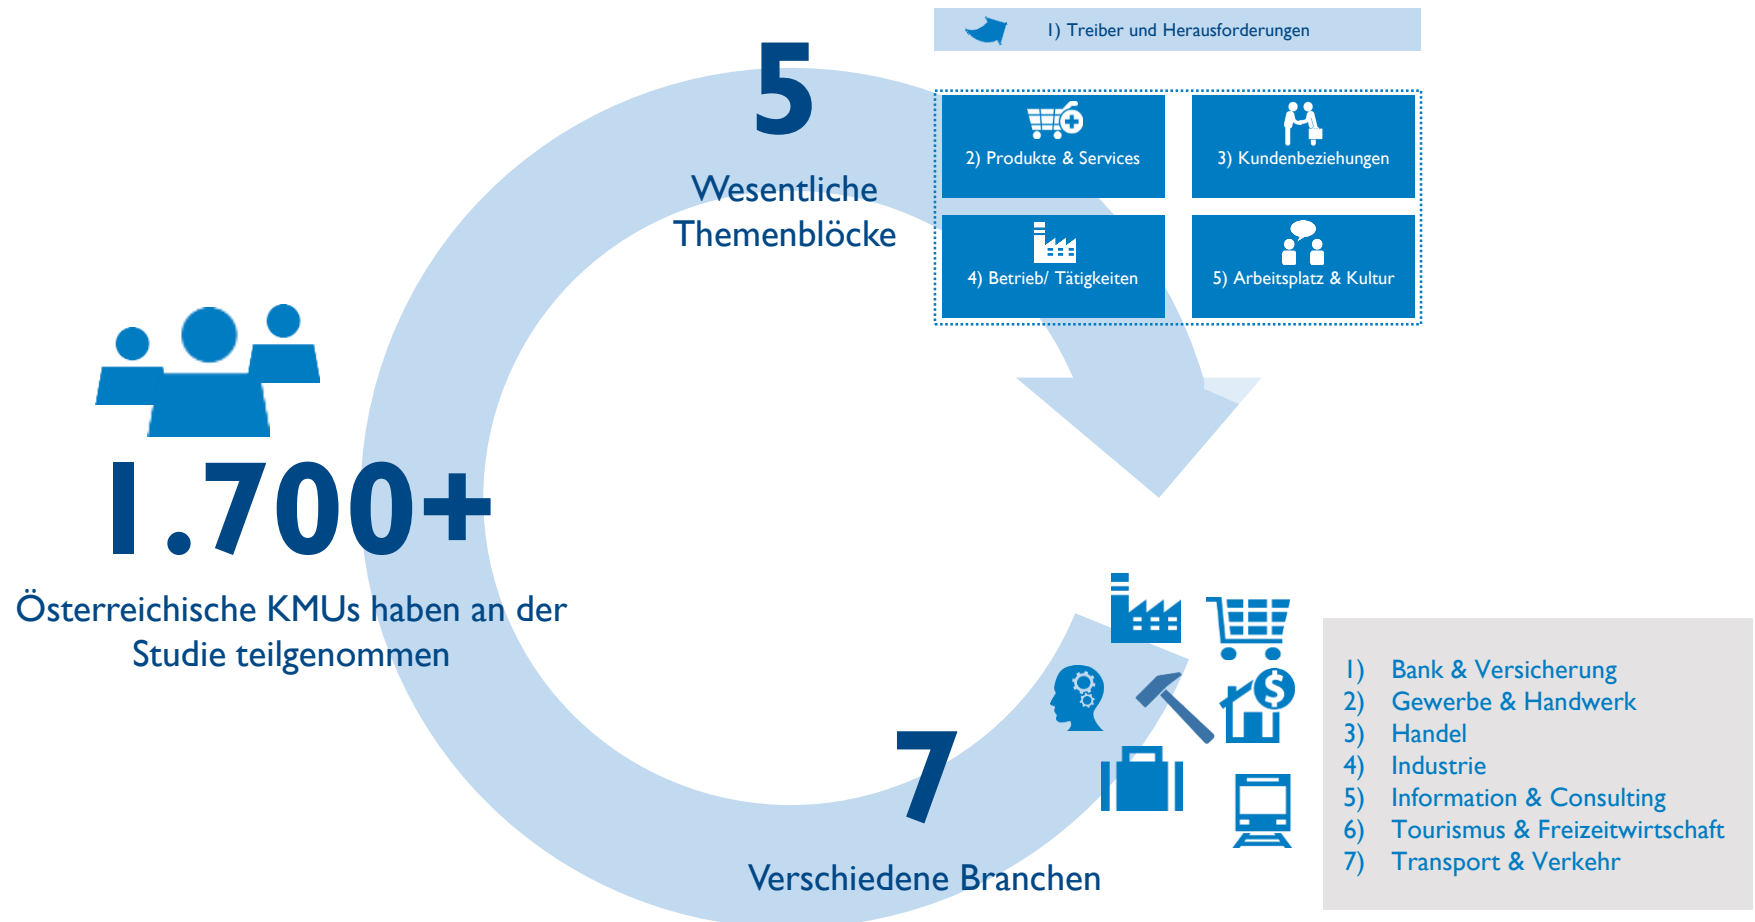 5
Wesentliche
Themenblöcke
1) Treiber und Herausforderungen
2) Produkte & Services
3) Kundenbeziehungen
4) Betrieb/ Tätigkeiten
5) Arbeitsplatz & Kultur
1.700+
Österreichische KMUs haben an der
Studie teilgenommen
7
Verschiedene Branchen
$
1) Bank & Versicherung
2) Gewerbe & Handwerk
3) Handel
4) Industrie
5) Information & Consulting
6) Tourismus & Freizeitwirtschaft
7) Transport & Verkehr